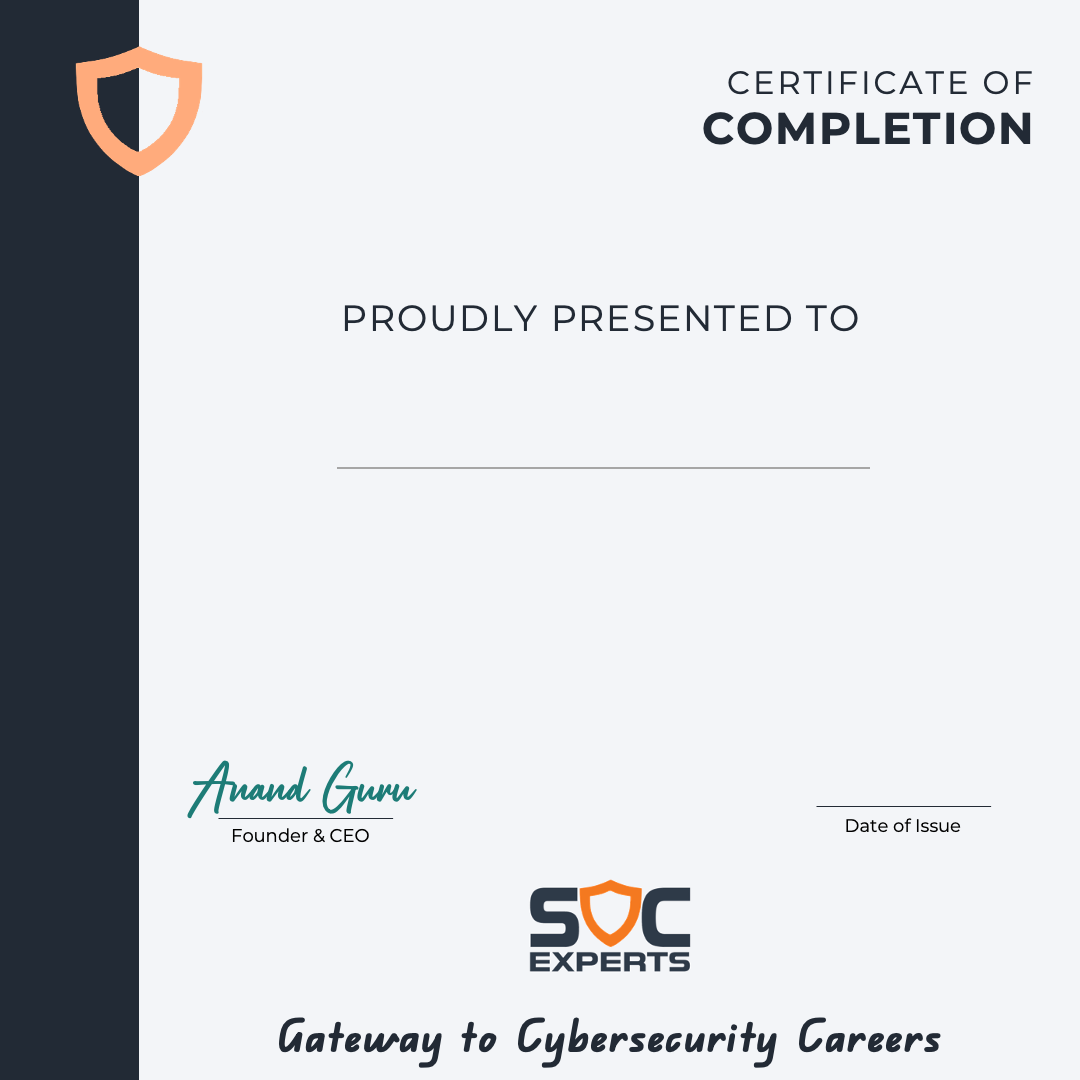 CERTIFICATE OF
COMPLETION
PROUDLY PRESENTED TO
Anand Guru
Founder & CEO
Date of Issue
SOC
EXPERTS
Gateway to Cybersecurity Careers